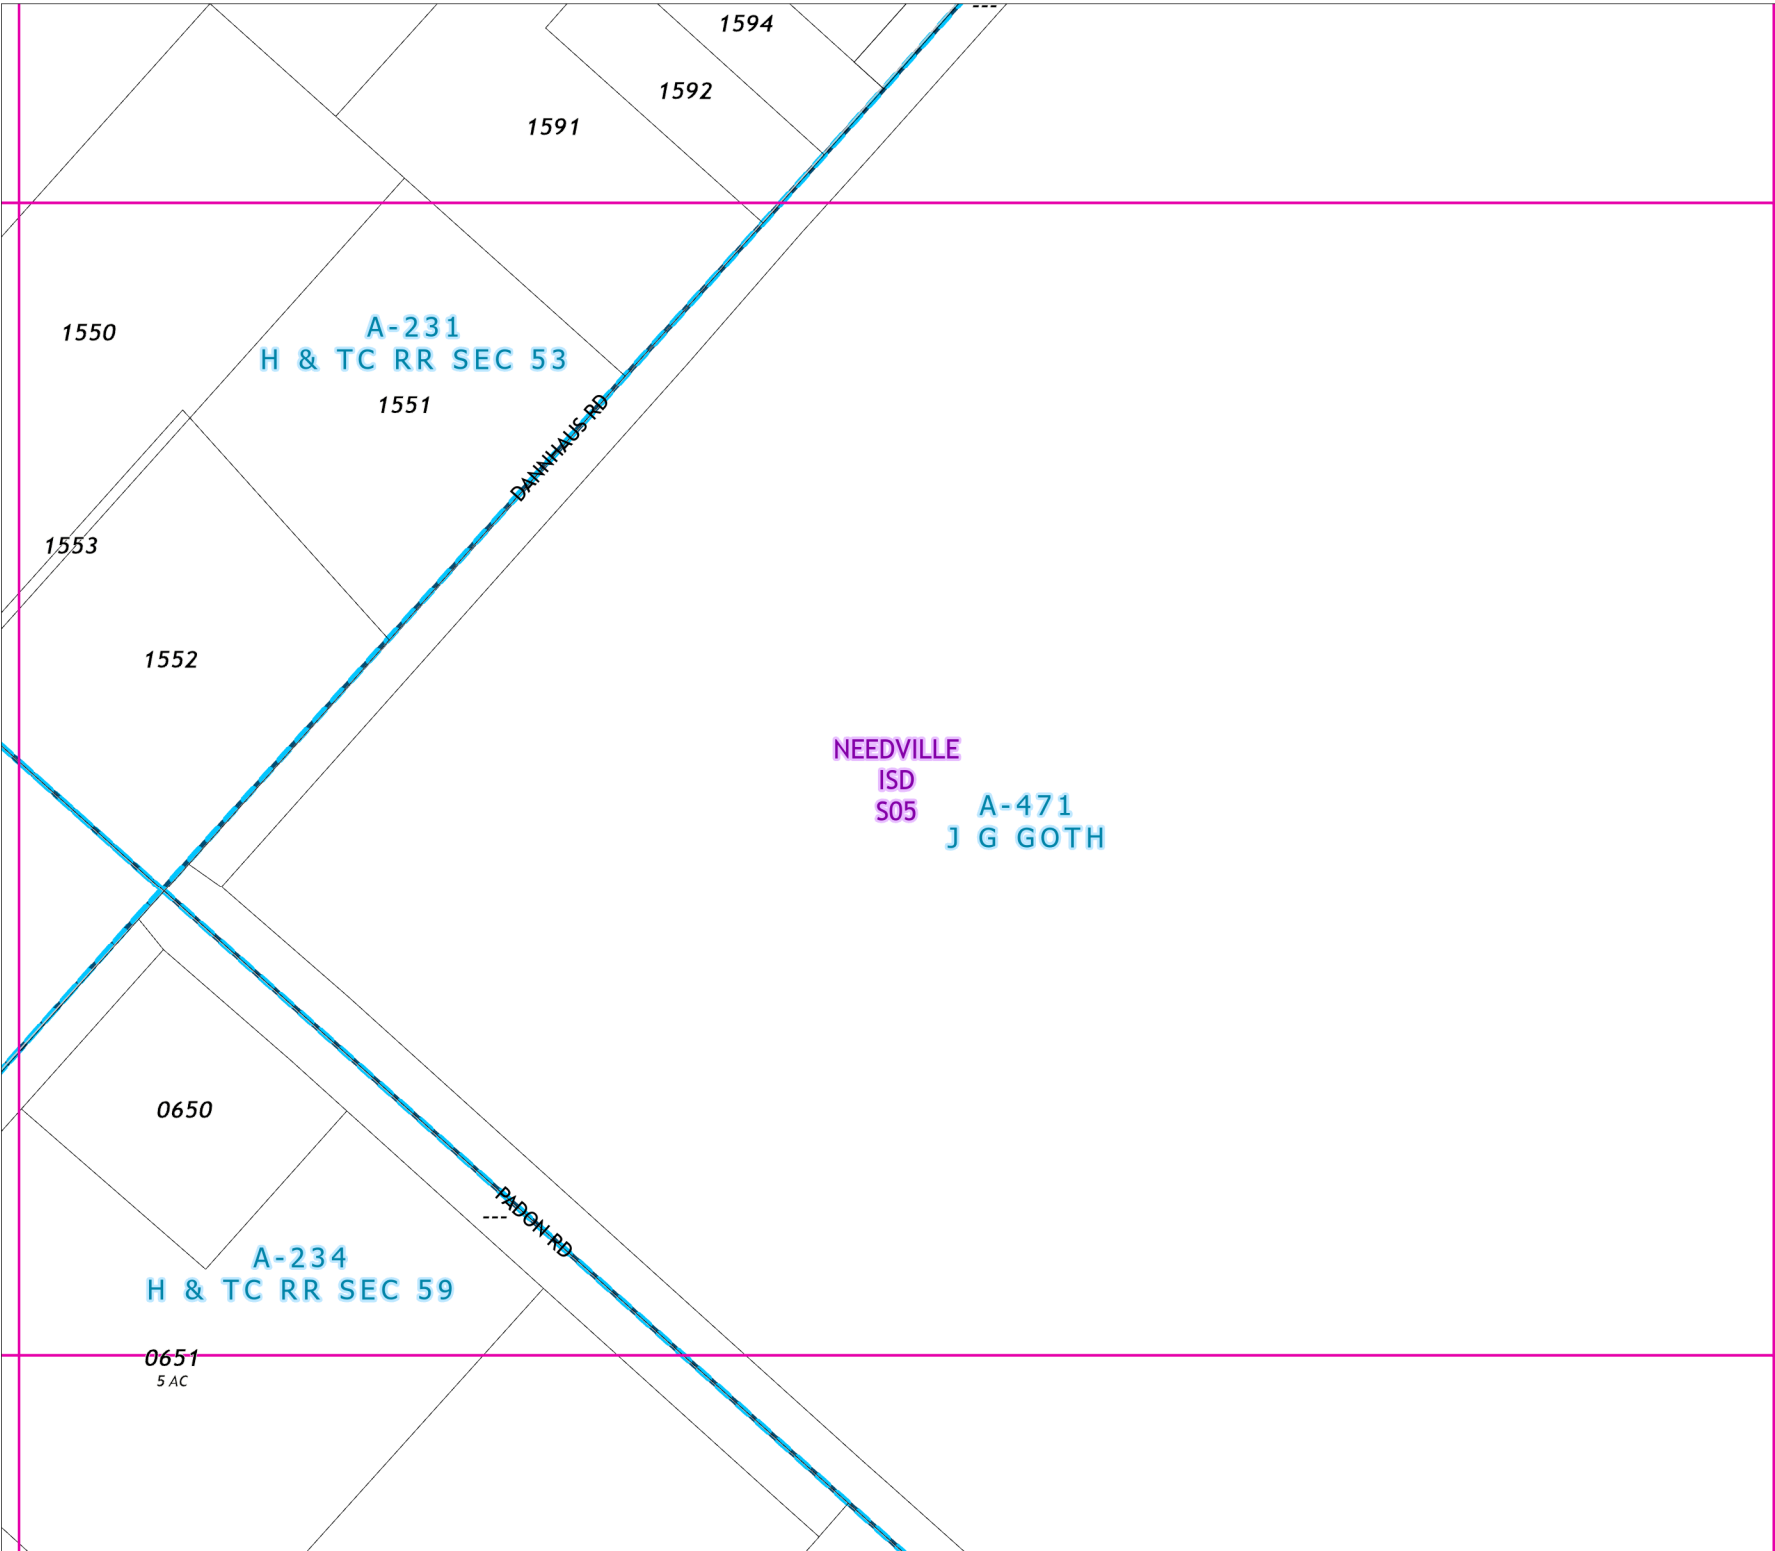 ---
1594
1592
1591
1550
A-231
H & TC RR SEC 53
1551
DANNHAUS RD
1553
1552
NEEDVILLE
ISD
S05
A-471
J G GOTH
0650
PADON RD
---
A-234
H & TC RR SEC 59
0651
5 AC